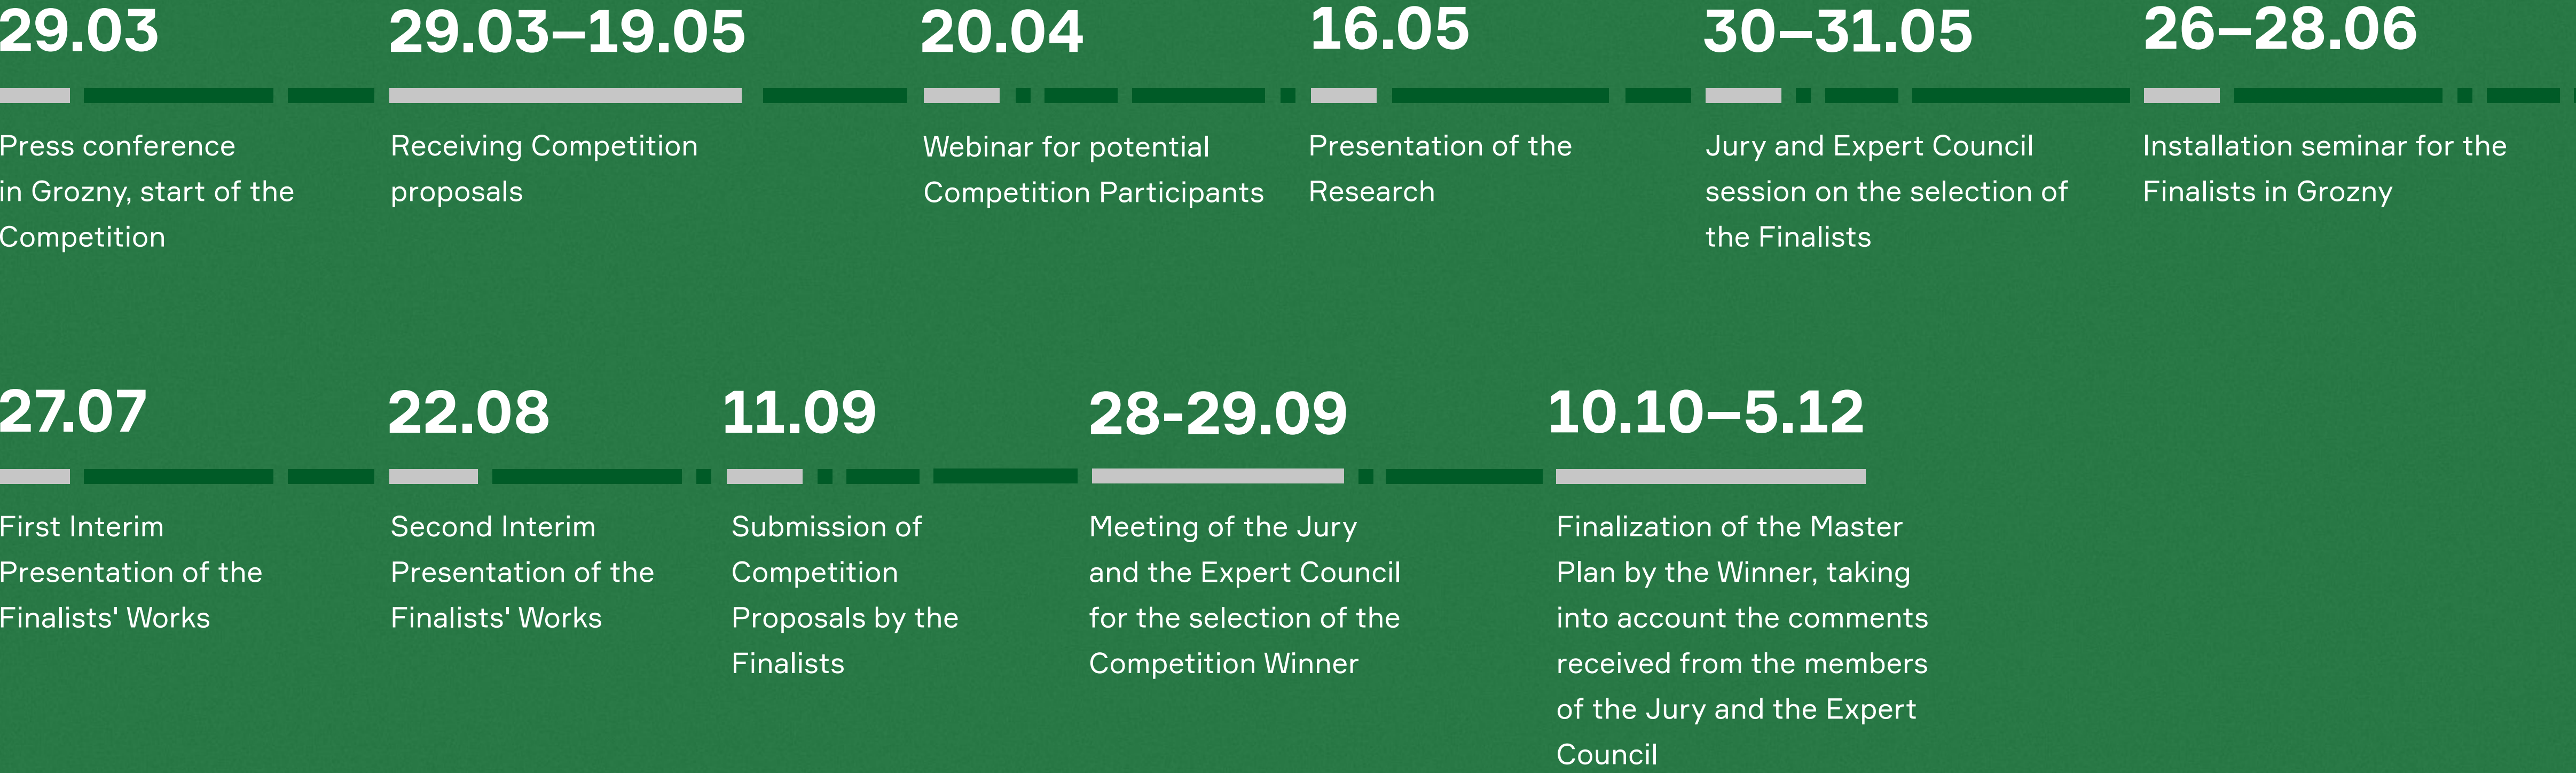 29.03
Press conference
in Grozny, start of the
Competition
29.03–19.05
Receiving Competition
proposals
20.04
Webinar for potential
Competition Participants
16.05
Presentation of the
Research
30–31.05
Jury and Expert Council
session on the selection of
the Finalists
26–28.06
Installation seminar for the
Finalists in Grozny
27.07
First Interim
Presentation of the
Finalists' Works
22.08
Second Interim
Presentation of the
Finalists' Works
11.09
Submission of
Competition
Proposals by the
Finalists
28-29.09
Meeting of the Jury
and the Expert Council
for the selection of the
Competition Winner
10.10–5.12
Finalization of the Master
Plan by the Winner, taking
into account the comments
received from the members
of the Jury and the Expert
Council